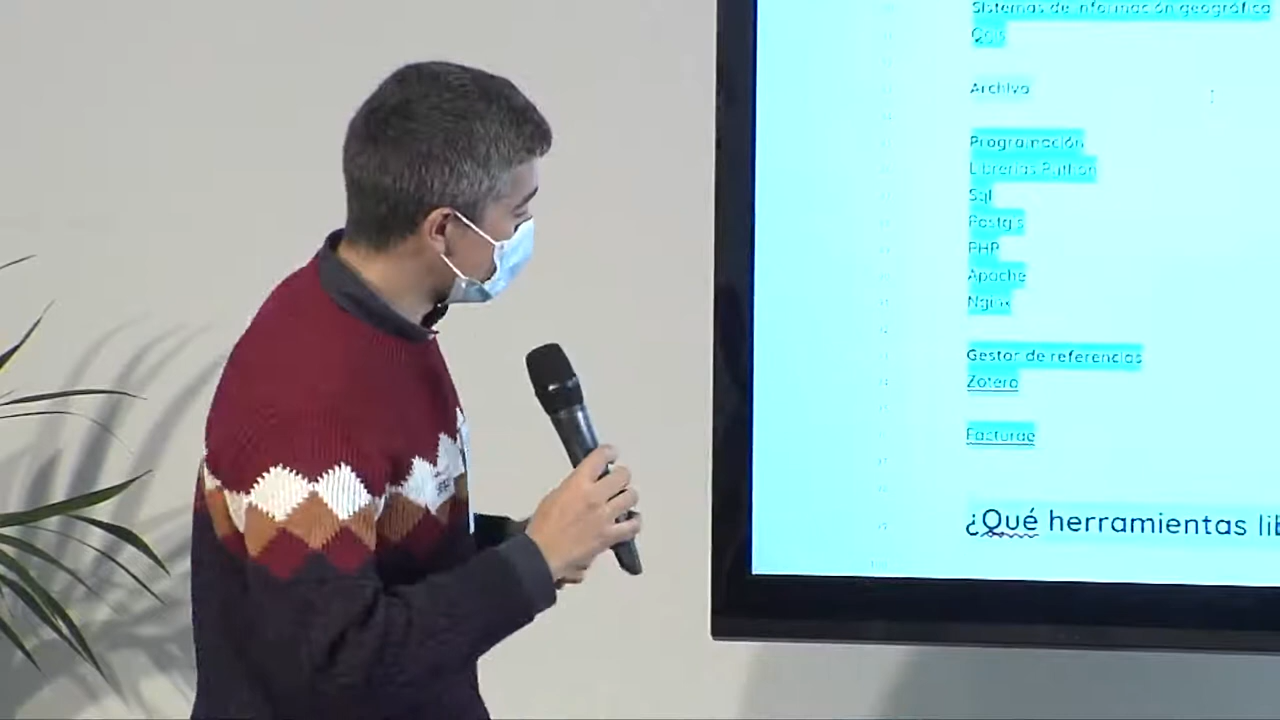 Sistemas de información geográfica
Qgis
Archivo
Programación
Librerías Python
Sql
Postgis
PHP
Apache
Nginx
Gestor de referencias
Zotero
Facturae
¿Qué herramientas lib